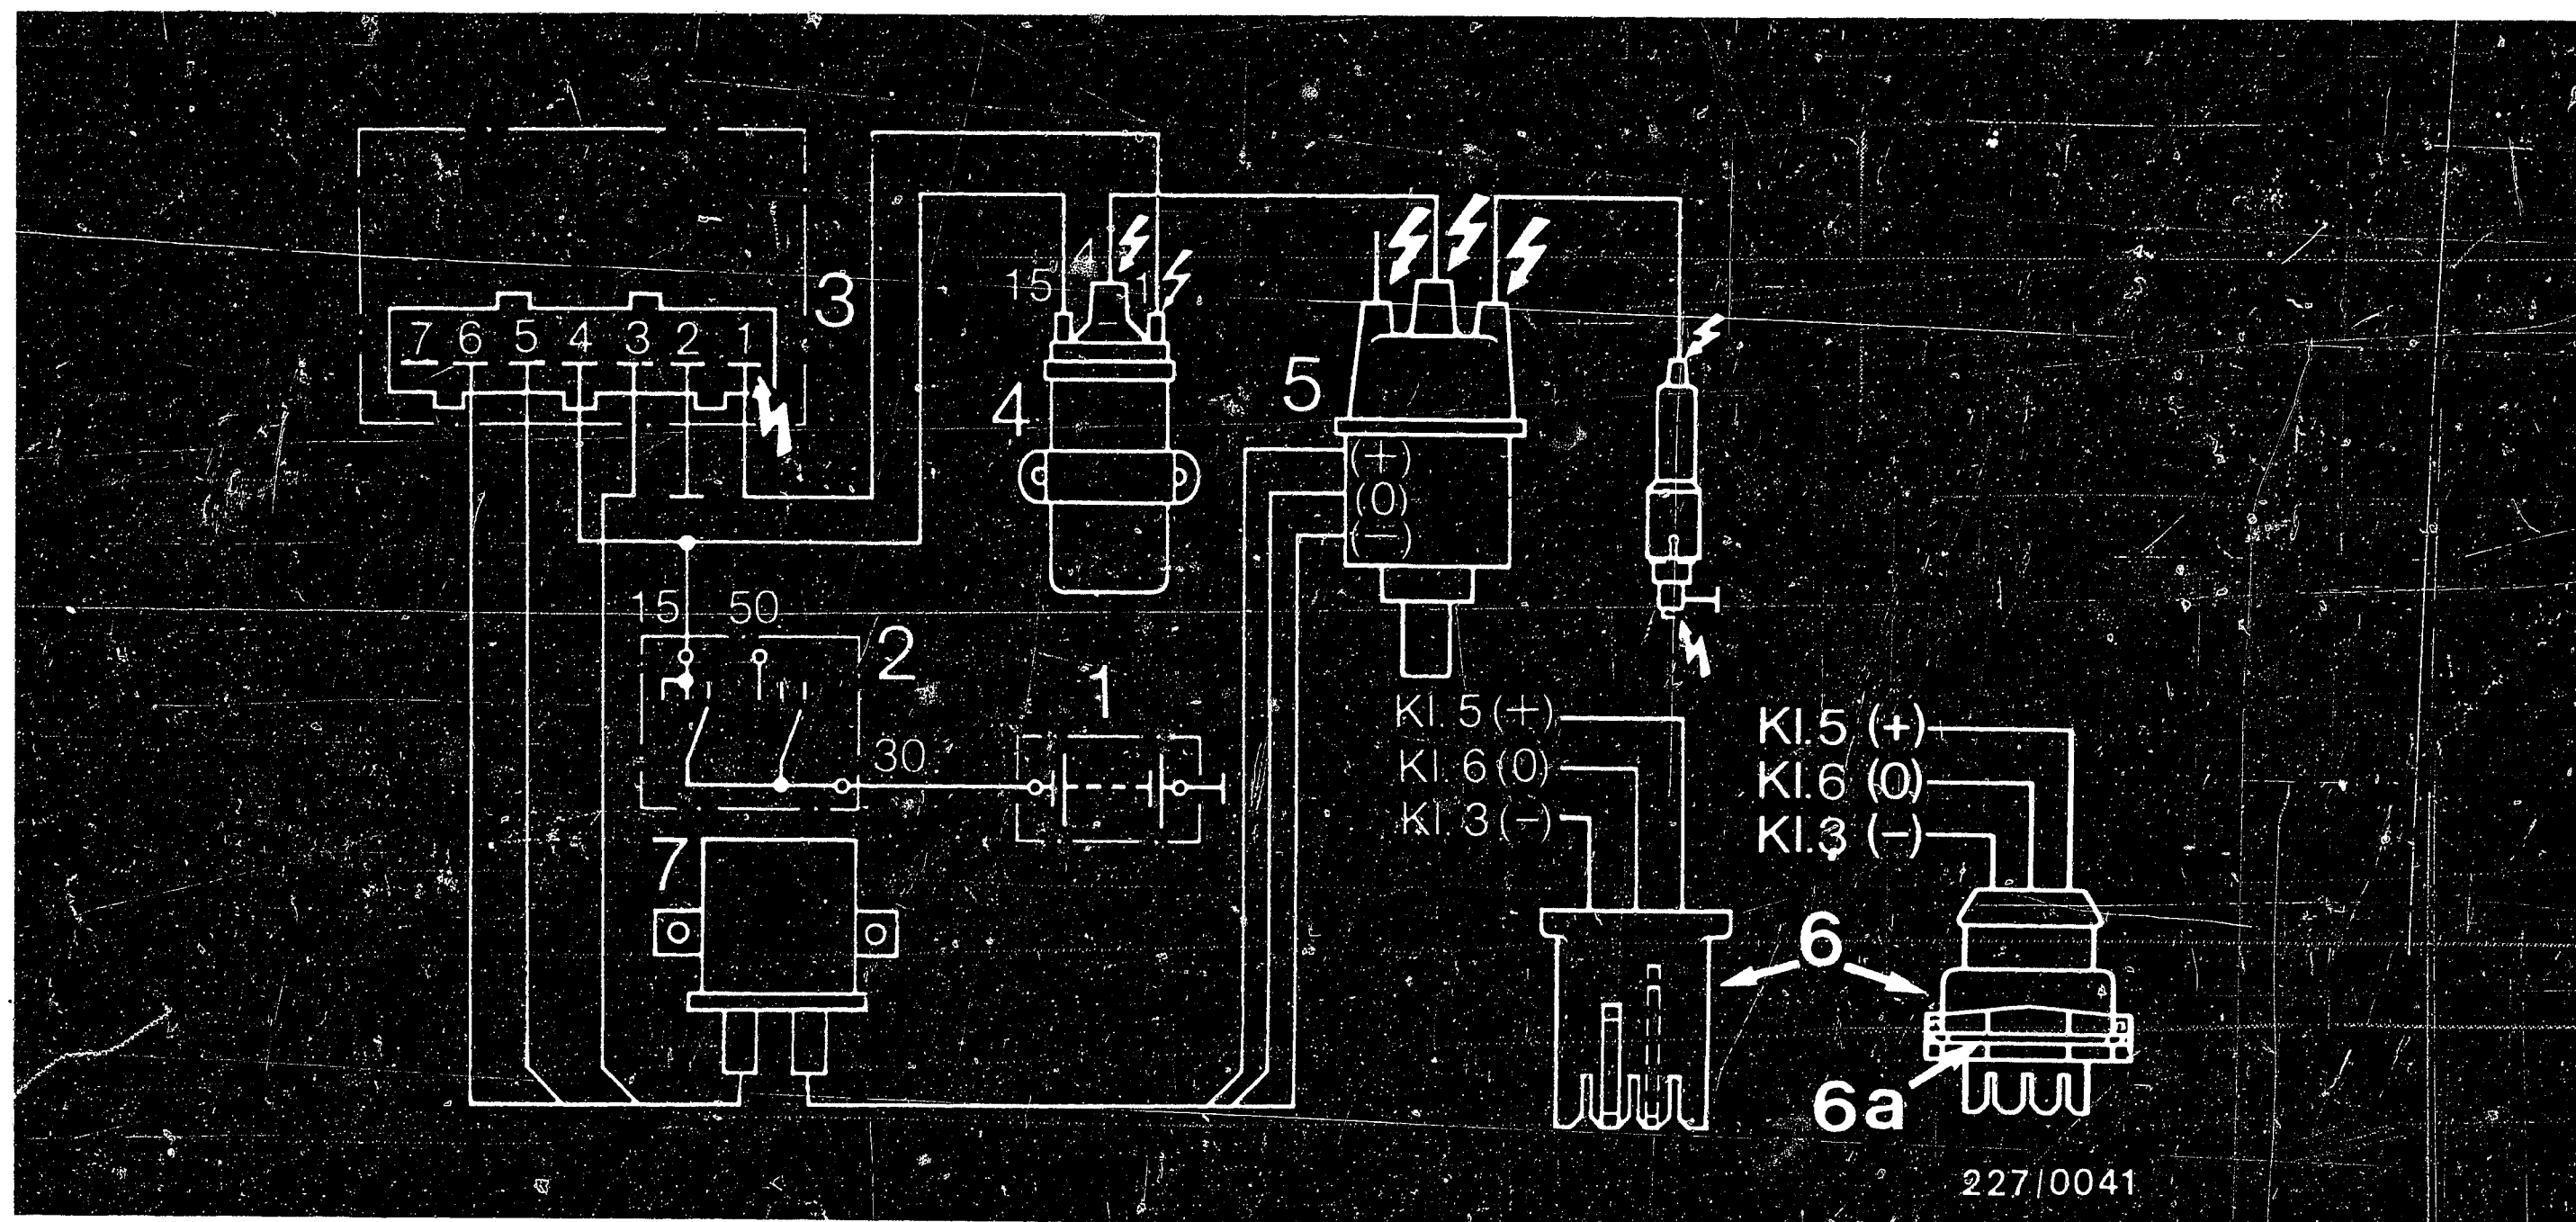 3
7 6 5 4 3 2 1
15 4 1
4
5
(+)
(0)
(–)
15 50
2
30
1
7
Kl. 5 (+)
Kl. 6 (0)
Kl. 3 (–)
Kl. 5 (+)
Kl. 6 (0)
Kl. 3 (–)
6
6a
227/0041